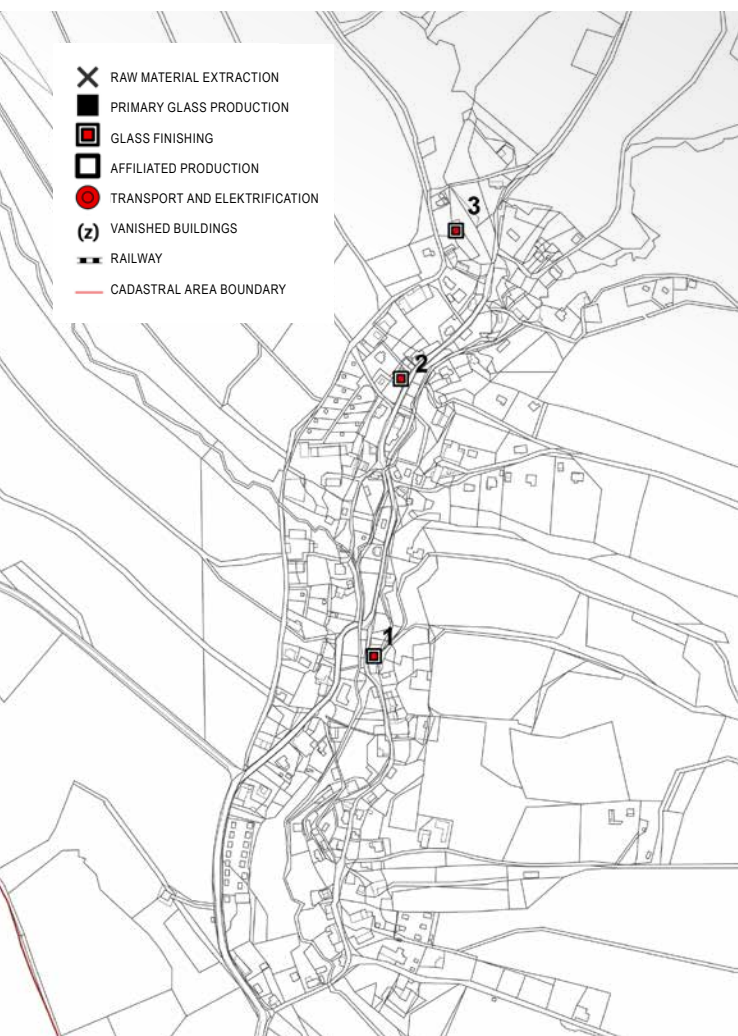 RAW MATERIAL EXTRACTION
PRIMARY GLASS PRODUCTION
GLASS FINISHING
AFFILIATED PRODUCTION
TRANSPORT AND ELEKTRIFICATION
(z) VANISHED BUILDINGS
RAILWAY
CADASTRAL AREA BOUNDARY
3
2
1